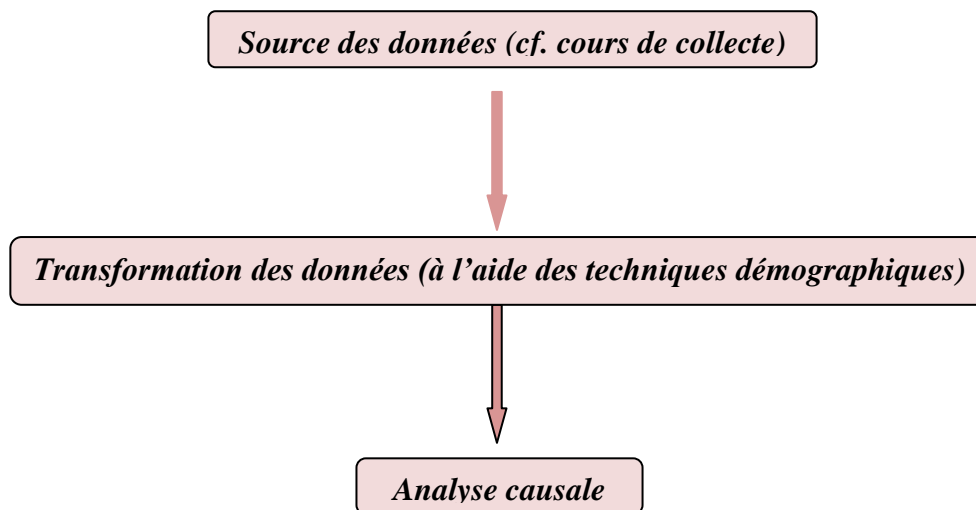 Source des données (cf. cours de collecte)
Transformation des données (à l’aide des techniques démographiques)
Analyse causale